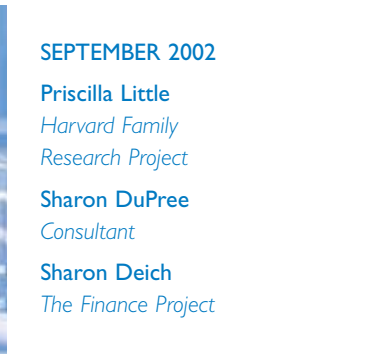 SEPTEMBER 2002
Priscilla Little
Harvard Family
Research Project
Sharon DuPree
Consultant
Sharon Deich
The Finance Project